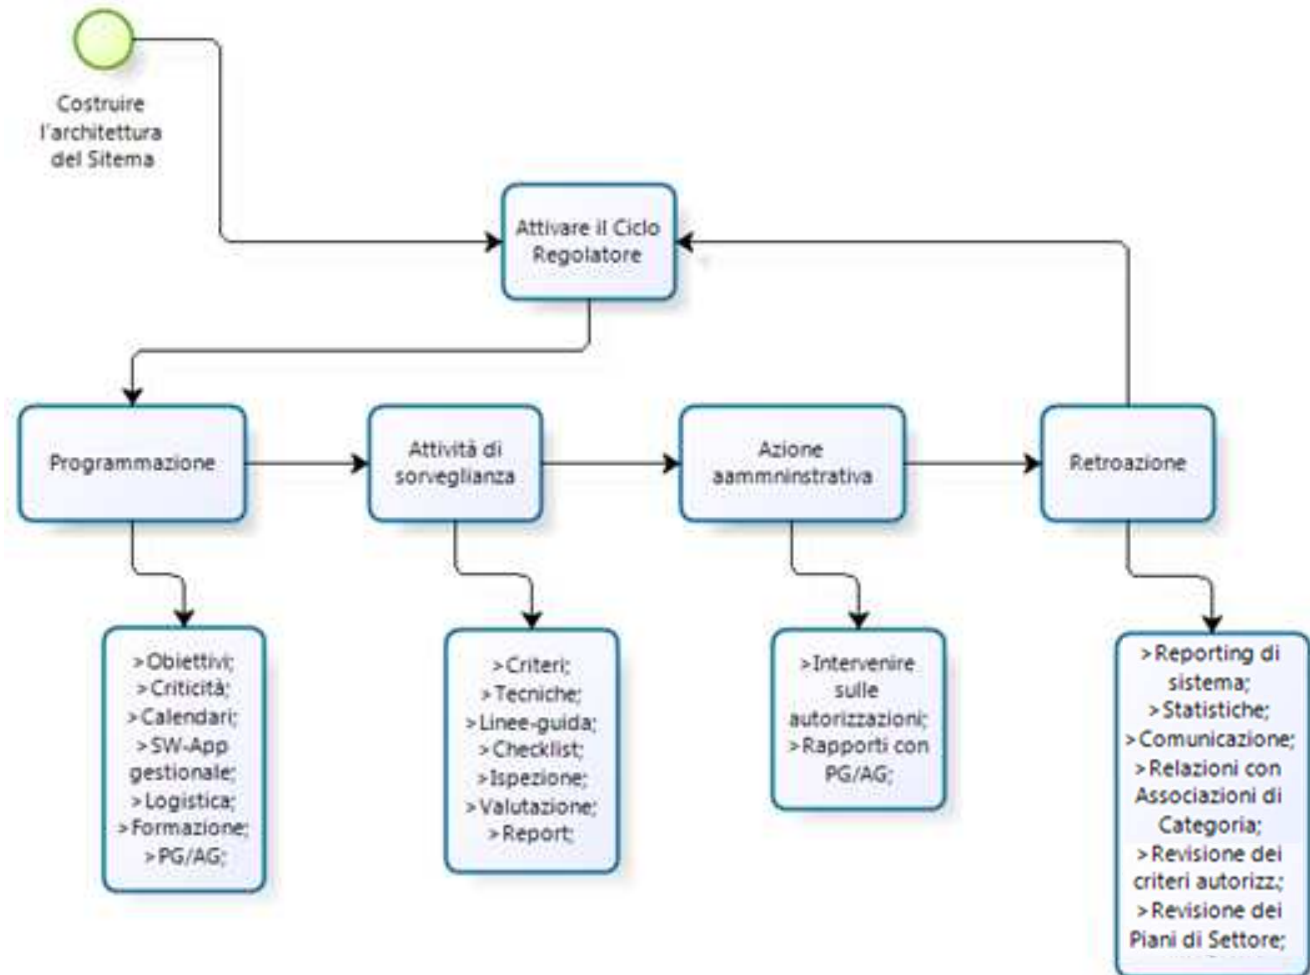 Costruire
l'architettura
del Sitema
Attivare il Ciclo
Regolatore
Programmazione
Attività di
sorveglianza
Azione
aammninstrativa
Retroazione
>Obiettivi;
>Criticità;
>Calendari;
>SW-App
gestionale;
>Logistica;
>Formazione;
>PG/AG;
>Criteri;
>Tecniche;
>Linee-guida;
>Checklist;
>Ispezione;
>Valutazione;
>Report;
>Intervenire
sulle
autorizzazioni;
>Rapporti con
PG/AG;
>Reporting di
sistema;
>Statistiche;
>Comunicazione;
>Relazioni con
Associazioni di
Categoria;
>Revisione dei
criteri autorizz.;
>Revisione dei
Piani di Settore;